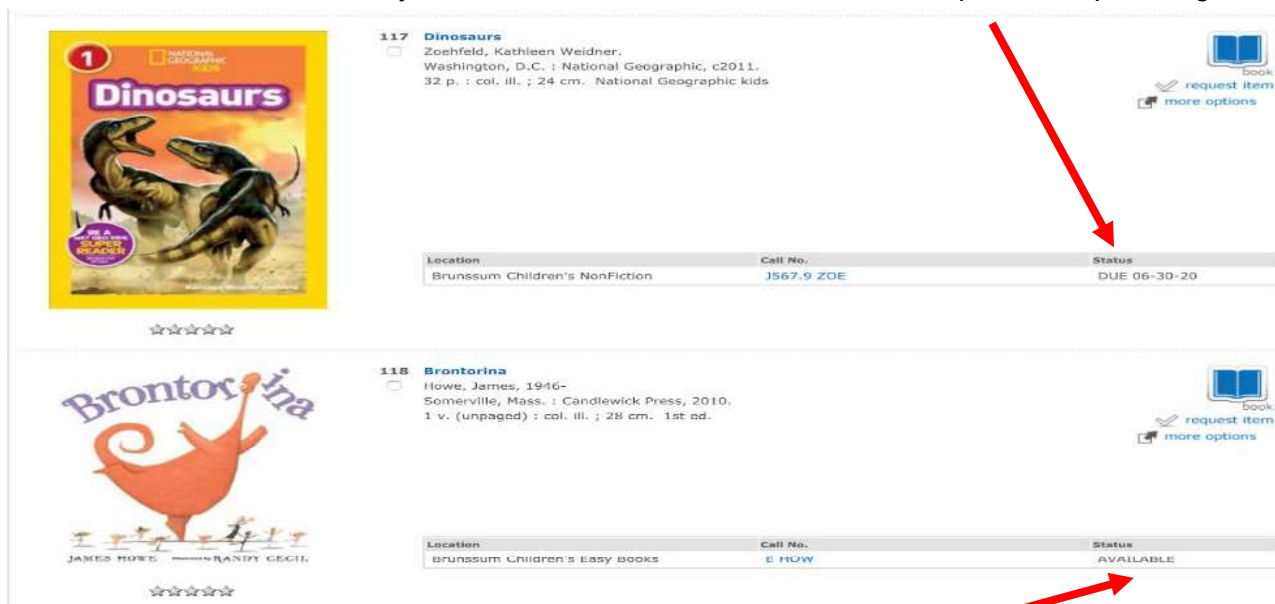 117 Dinosaurs
Zoehfeld, Kathleen Weidner.
Washington, D.C. : National Geographic, c2011.
32 p. : col. ill. ; 24 cm. National Geographic kids
book
request item
more options
1
NATIONAL GEOGRAPHIC KIDS
Dinosaurs
SUPER READER
Location Call No. Status
Brunssum Children's NonFiction J567.9 ZOE DUE 06-30-20
118 Brontorina
Howe, James, 1946-
Somerville, Mass. : Candlewick Press, 2010.
1 v. (unpaged) : col. ill. ; 28 cm. 1st ed.
book
request item
more options
Brontorina
JAMES HOWE RANDY CECIL
Location Call No. Status
Brunssum Children's Easy Books E HOW AVAILABLE